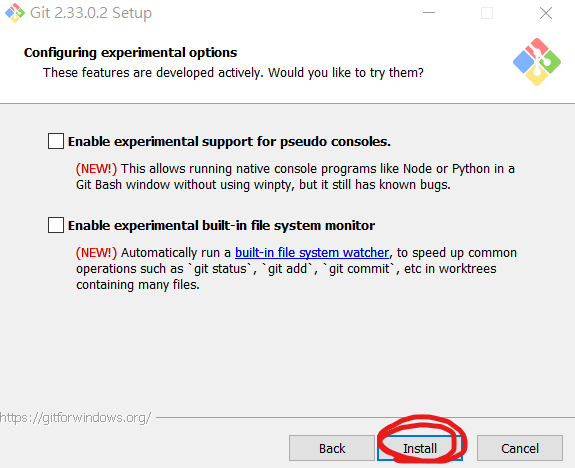 Git 2.33.0.2 Setup
Configuring experimental options
These features are developed actively. Would you like to try them?
Enable experimental support for pseudo consoles.
(NEW!) This allows running native console programs like Node or Python in a
Git Bash window without using winpty, but it still has known bugs.
Enable experimental built-in file system monitor
(NEW!) Automatically run a built-in file system watcher, to speed up common
operations such as `git status`, `git add`, `git commit`, etc in worktrees
containing many files.
https://gitforwindows.org/
Back
Install
Cancel